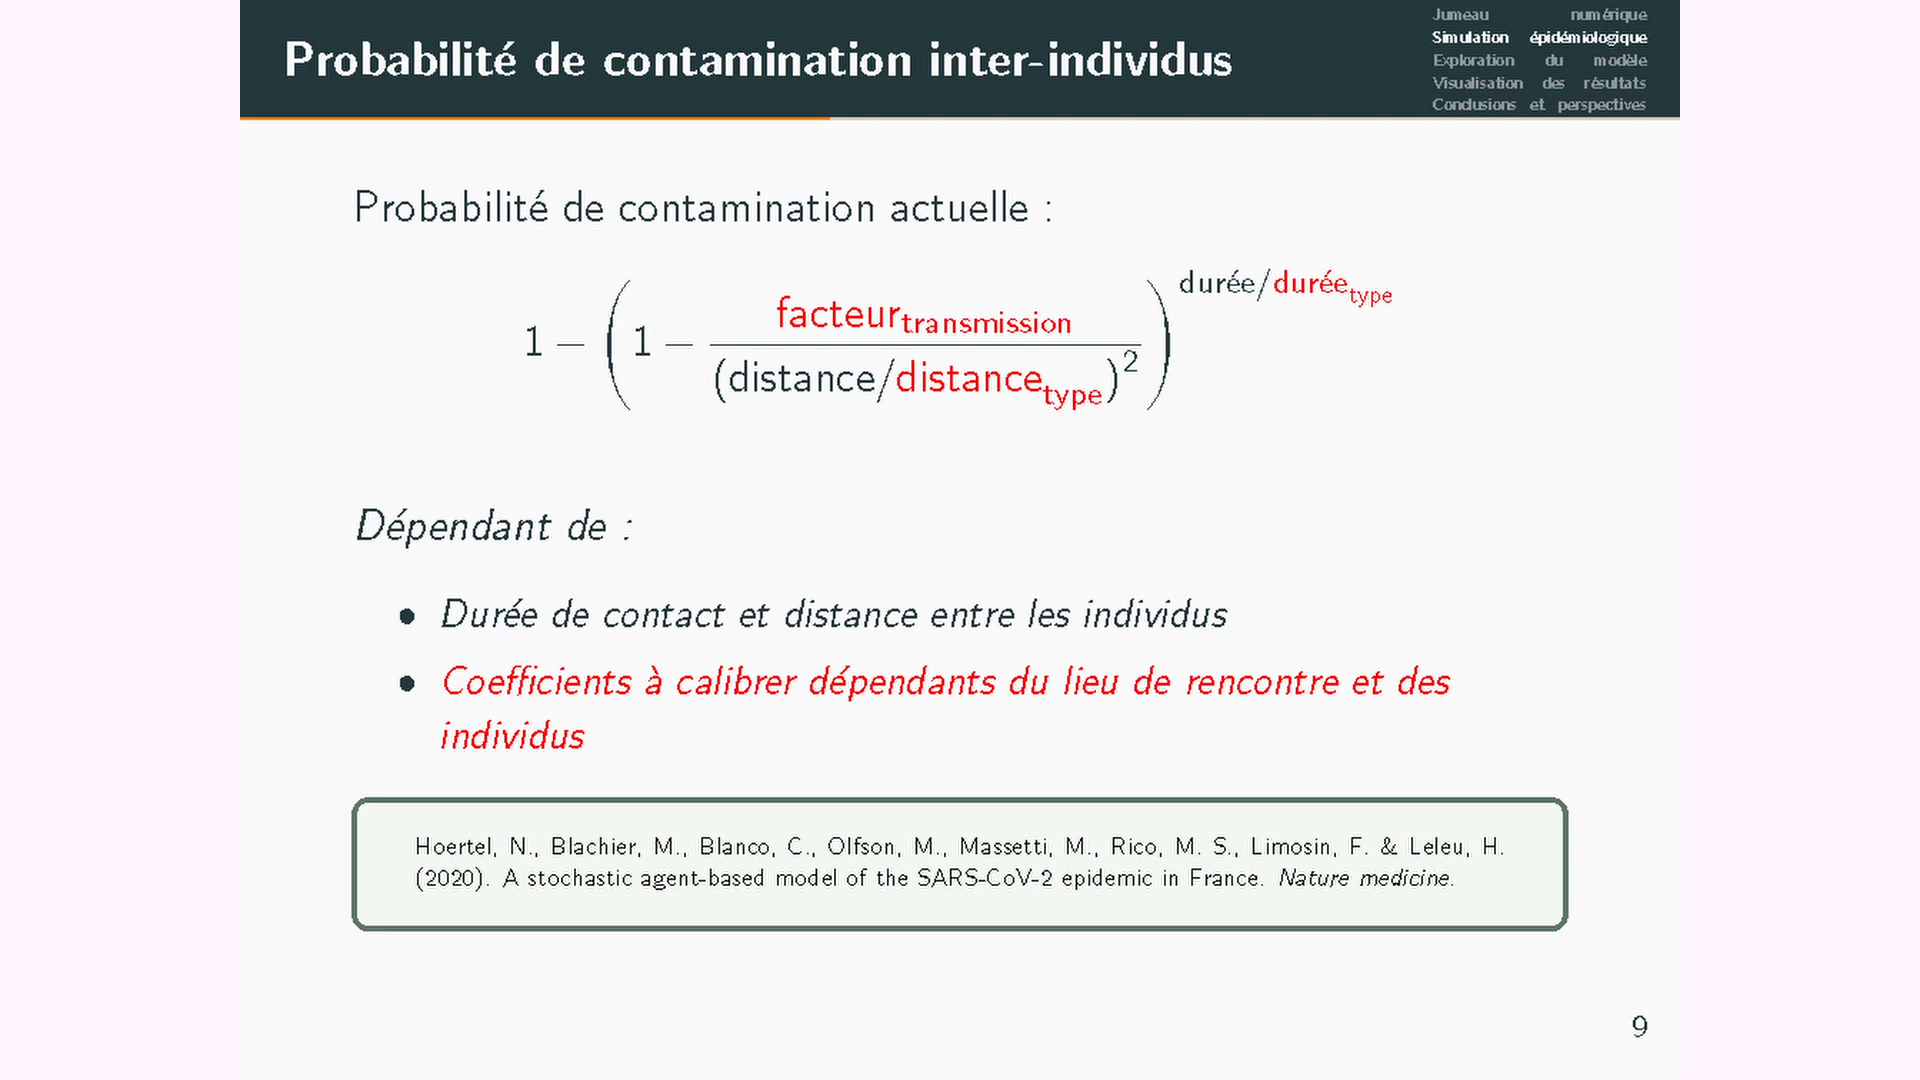 Probabilité de contamination inter-individus
Jumeau numérique
Simulation épidémiologique
Exploration du modèle
Visualisation des résultats
Conclusions et perspectives
Probabilité de contamination actuelle :
1 − (1 − facteur_transmission / (distance/distance_type)^2)^durée/durée_type
Dépendant de :
• Durée de contact et distance entre les individus
• Coefficients à calibrer dépendants du lieu de rencontre et des
individus
Hoertel, N., Blachier, M., Blanco, C., Olfson, M., Massetti, M., Rico, M. S., Limosin, F. & Leleu, H.
(2020). A stochastic agent-based model of the SARS-CoV-2 epidemic in France. Nature medicine.
9